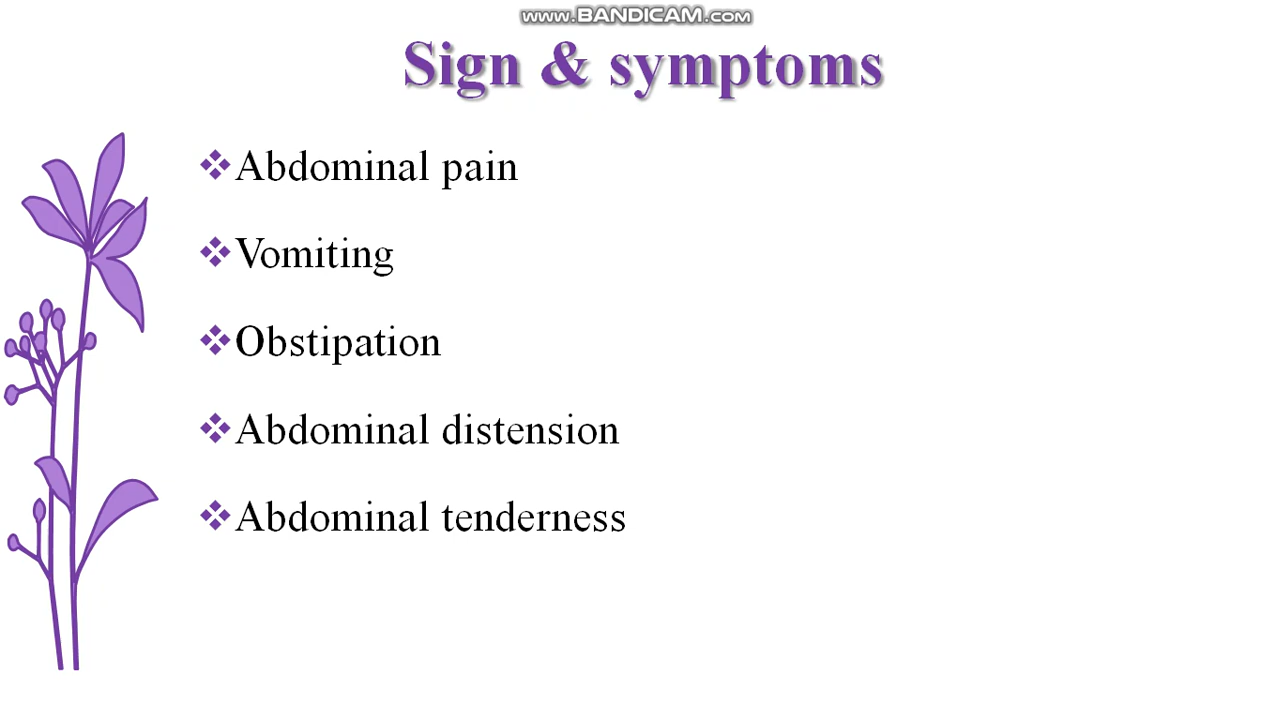 www.BANDICAM.com
Sign & symptoms
❖Abdominal pain
❖Vomiting
❖Obstipation
❖Abdominal distension
❖Abdominal tenderness